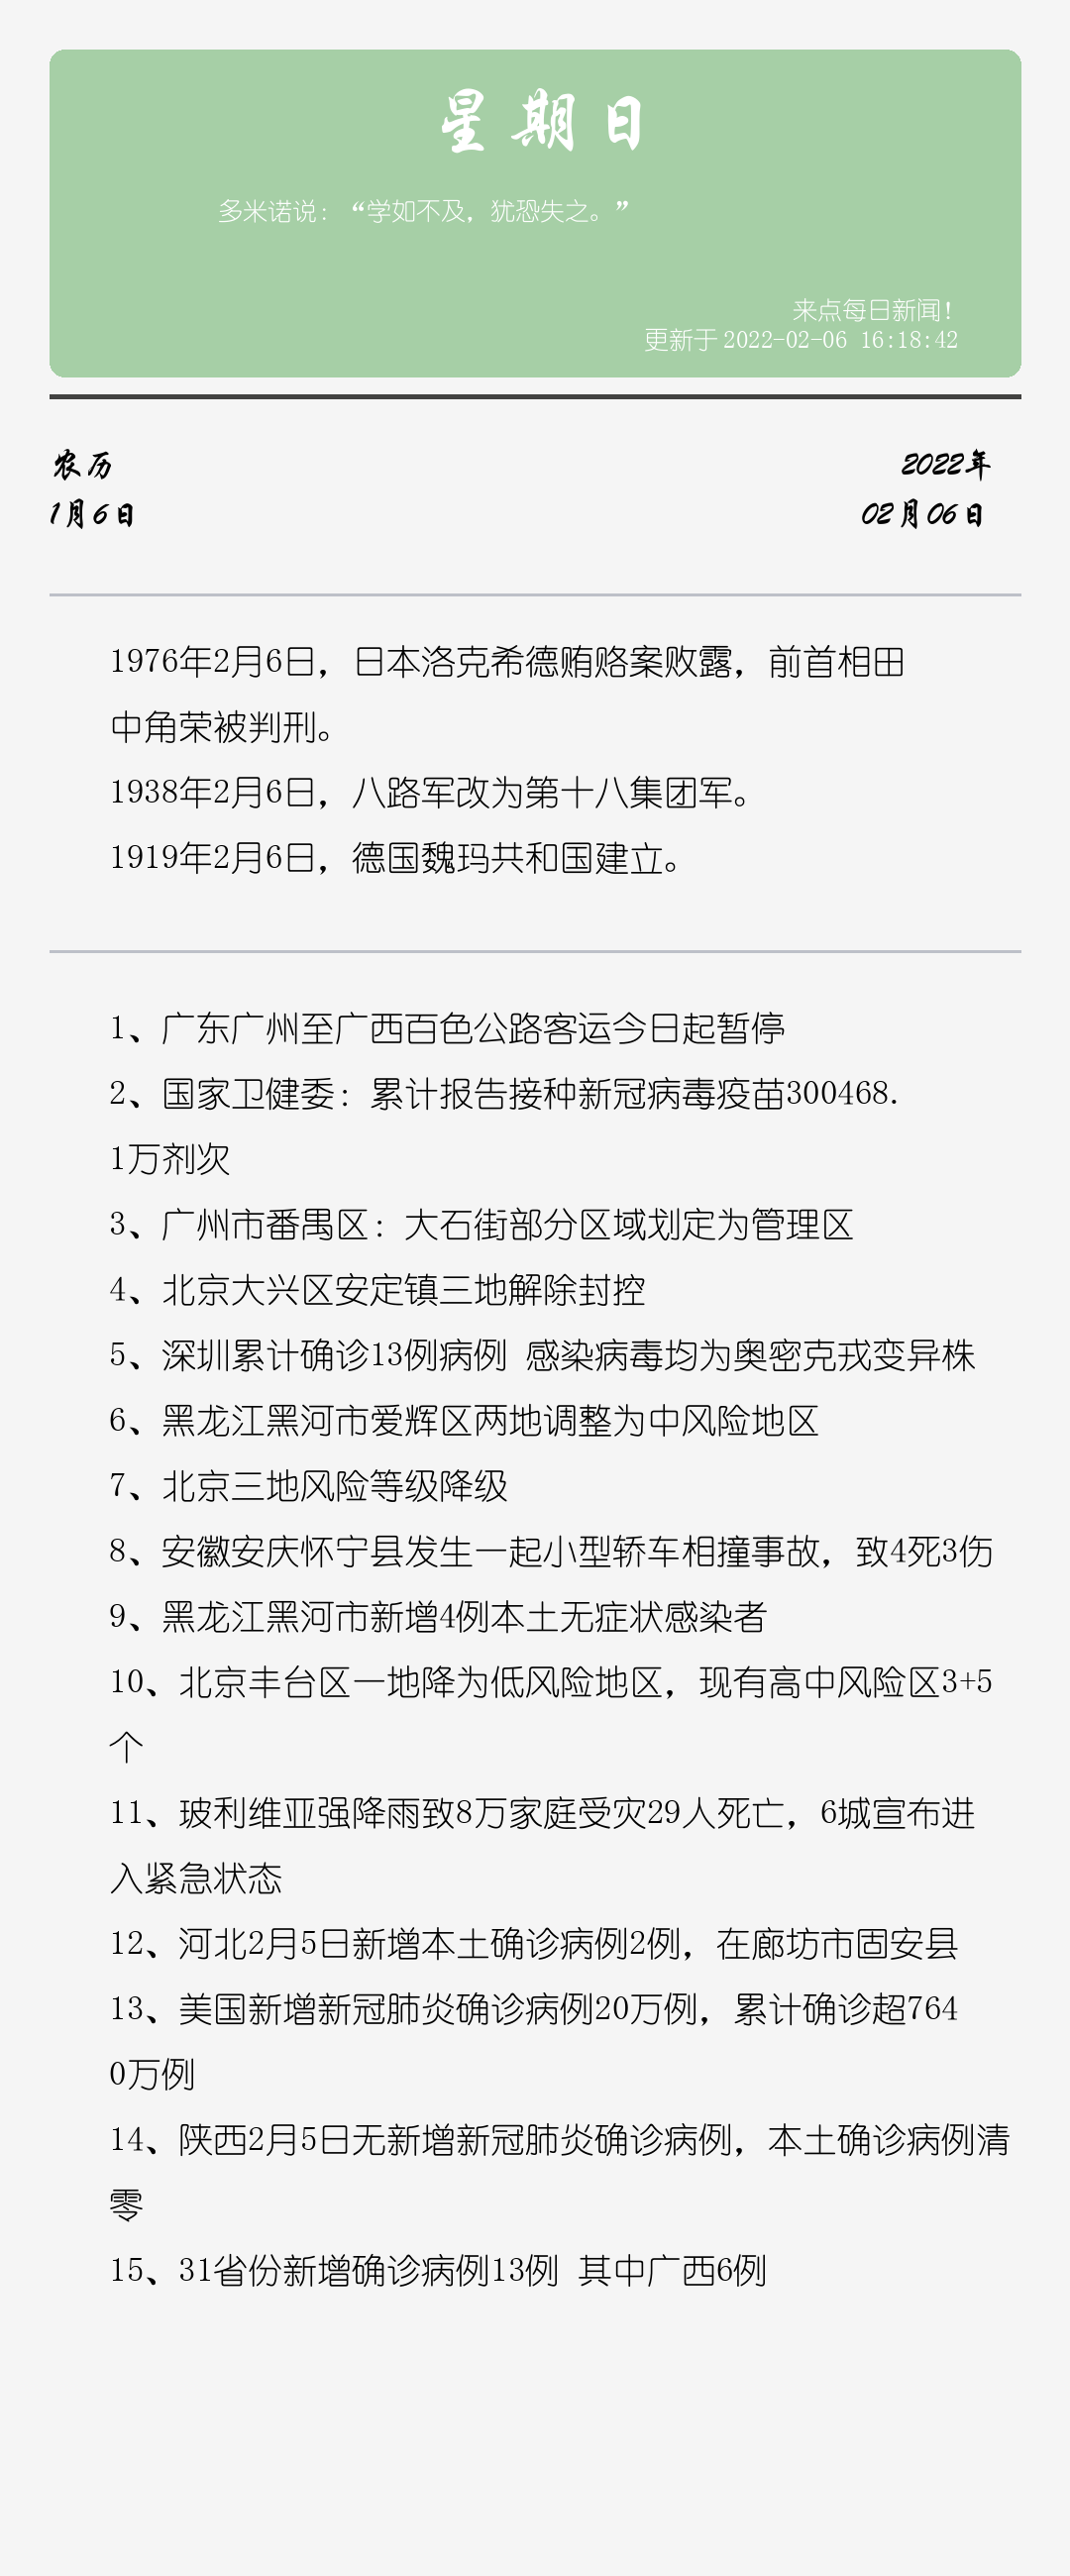 星期日
多米诺说：“学如不及，犹恐失之。”
来点每日新闻！
更新于 2022-02-06 16:18:42
农历
2022年
1月6日
02月06日
1976年2月6日，日本洛克希德贿赂案败露，前首相田
中角荣被判刑。
1938年2月6日，八路军改为第十八集团军。
1919年2月6日，德国魏玛共和国建立。
1、广东广州至广西百色公路客运今日起暂停
2、国家卫健委：累计报告接种新冠病毒疫苗300468.
1万剂次
3、广州市番禺区：大石街部分区域划定为管理区
4、北京大兴区安定镇三地解除封控
5、深圳累计确诊13例病例 感染病毒均为奥密克戎变异株
6、黑龙江黑河市爱辉区两地调整为中风险地区
7、北京三地风险等级降级
8、安徽安庆怀宁县发生一起小型轿车相撞事故，致4死3伤
9、黑龙江黑河市新增4例本土无症状感染者
10、北京丰台区一地降为低风险地区，现有高中风险区3+5
个
11、玻利维亚强降雨致8万家庭受灾29人死亡，6城宣布进
入紧急状态
12、河北2月5日新增本土确诊病例2例，在廊坊市固安县
13、美国新增新冠肺炎确诊病例20万例，累计确诊超764
0万例
14、陕西2月5日无新增新冠肺炎确诊病例，本土确诊病例清
零
15、31省份新增确诊病例13例 其中广西6例